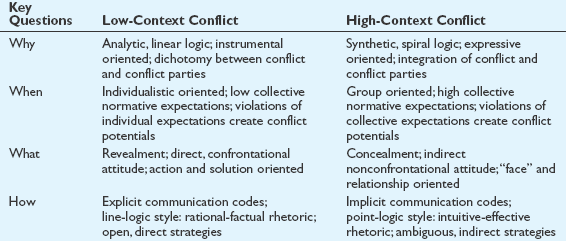 Key
Questions Low-Context Conflict High-Context Conflict
Why Analytic, linear logic; instrumental Synthetic, spiral logic; expressive
oriented; dichotomy between conflict oriented; integration of conflict and
and conflict parties conflict parties
When Individualistic oriented; low collective Group oriented; high collective
normative expectations; violations of normative expectations; violations of
individual expectations create conflict collective expectations create conflict
potentials potentials
What Revealment; direct, confrontational Concealment; indirect
attitude; action and solution oriented nonconfrontational attitude; “face” and
relationship oriented
How Explicit communication codes; Implicit communication codes;
line-logic style: rational-factual rhetoric; point-logic style: intuitive-effective
open, direct strategies rhetoric; ambiguous, indirect strategies